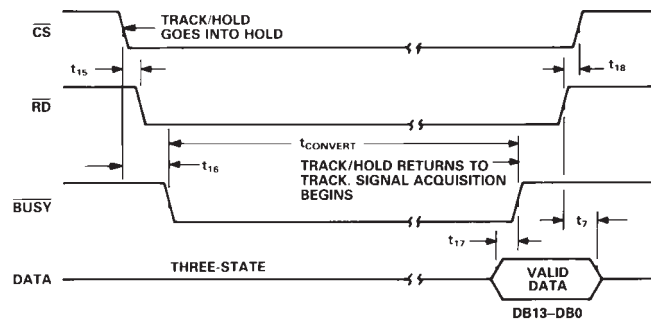 TRACK/HOLD
GOES INTO HOLD
CS
t15
t18
RD
tCONVERT
t16
TRACK/HOLD RETURNS TO
TRACK. SIGNAL ACQUISITION
BEGINS
BUSY
t7
t17
THREE-STATE
DATA
VALID
DATA
DB13–DB0